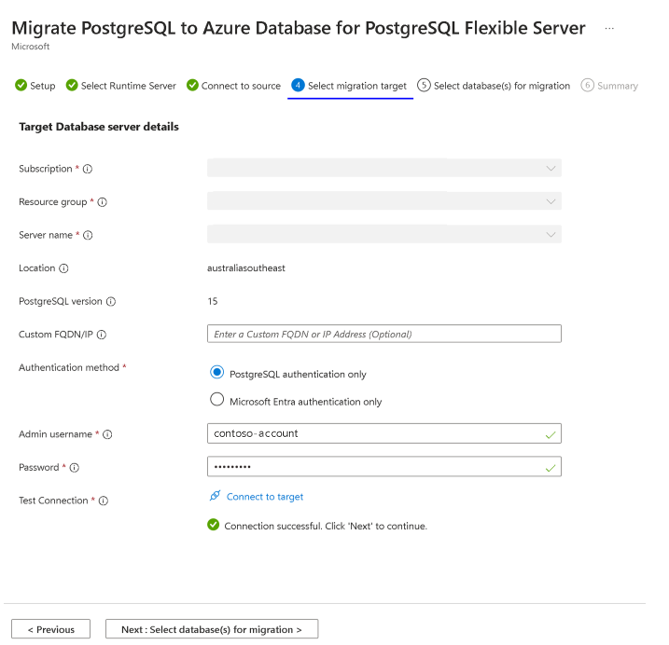 Migrate PostgreSQL to Azure Database for PostgreSQL Flexible Server ...
Microsoft
Setup Select Runtime Server Connect to source 4 Select migration target 5 Select database(s) for migration 6 Summary
Target Database server details
Subscription *
Resource group *
Server name *
Location australiasoutheast
PostgreSQL version 15
Custom FQDN/IP Enter a Custom FQDN or IP Address (Optional)
Authentication method * PostgreSQL authentication only
Microsoft Entra authentication only
Admin username * contoso-account
Password * •••••••••
Test Connection * Connect to target
Connection successful. Click 'Next' to continue.
< Previous Next : Select database(s) for migration >